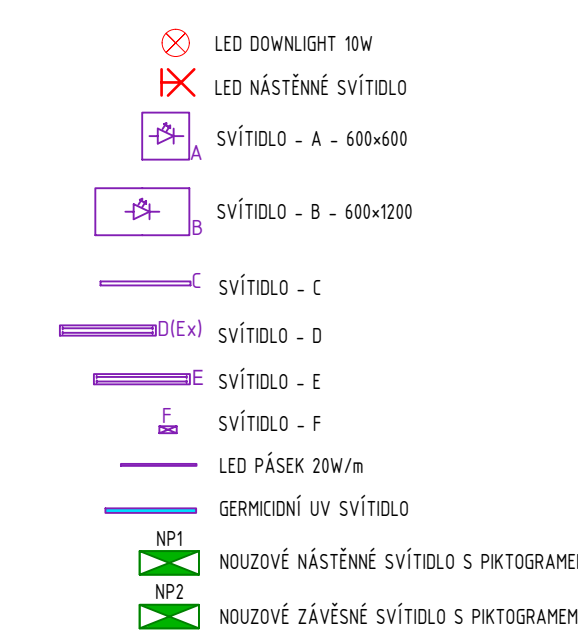 LED DOWNLIGHT 10W
LED NÁSTĚNNÉ SVÍTIDLO
A SVÍTIDLO - A - 600×600
B SVÍTIDLO - B - 600×1200
C SVÍTIDLO - C
D(Ex) SVÍTIDLO - D
E SVÍTIDLO - E
F
SVÍTIDLO - F
LED PÁSEK 20W/m
GERMICIDNÍ UV SVÍTIDLO
NP1
NOUZOVÉ NÁSTĚNNÉ SVÍTIDLO S PIKTOGRAMEM
NP2
NOUZOVÉ ZÁVĚSNÉ SVÍTIDLO S PIKTOGRAMEM